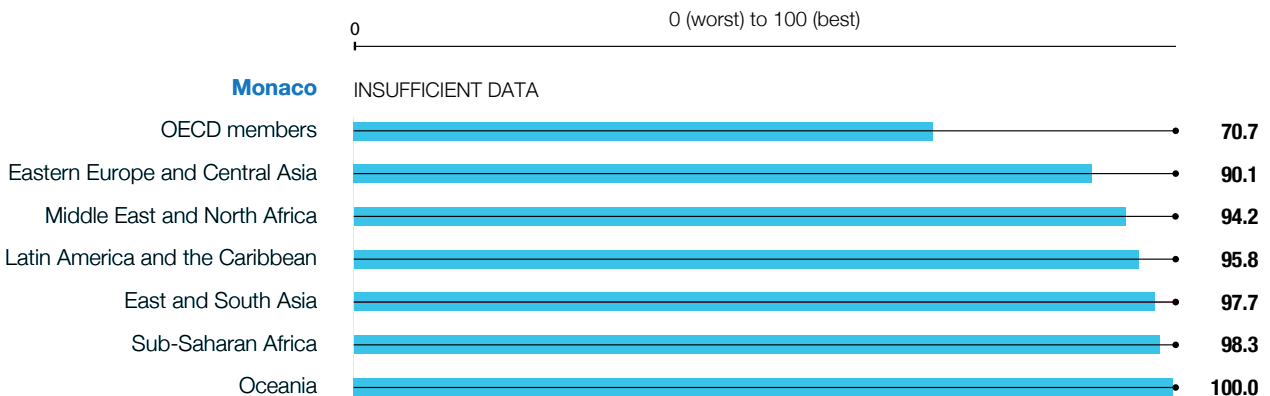 0 (worst) to 100 (best)
0
Monaco INSUFFICIENT DATA
OECD members 70.7
Eastern Europe and Central Asia 90.1
Middle East and North Africa 94.2
Latin America and the Caribbean 95.8
East and South Asia 97.7
Sub-Saharan Africa 98.3
Oceania 100.0